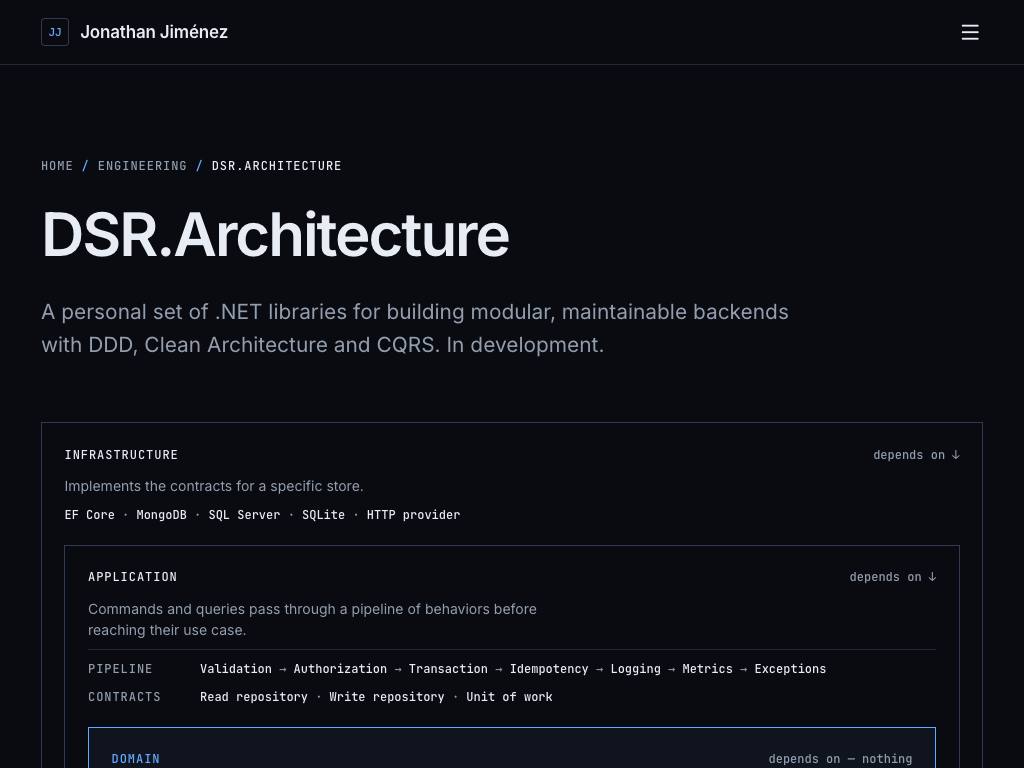 JJ Jonathan Jiménez
HOME / ENGINEERING / DSR.ARCHITECTURE
DSR.Architecture
A personal set of .NET libraries for building modular, maintainable backends
with DDD, Clean Architecture and CQRS. In development.
INFRASTRUCTURE depends on ↓
Implements the contracts for a specific store.
EF Core · MongoDB · SQL Server · SQLite · HTTP provider
APPLICATION depends on ↓
Commands and queries pass through a pipeline of behaviors before
reaching their use case.
PIPELINE Validation → Authorization → Transaction → Idempotency → Logging → Metrics → Exceptions
CONTRACTS Read repository · Write repository · Unit of work
DOMAIN depends on — nothing